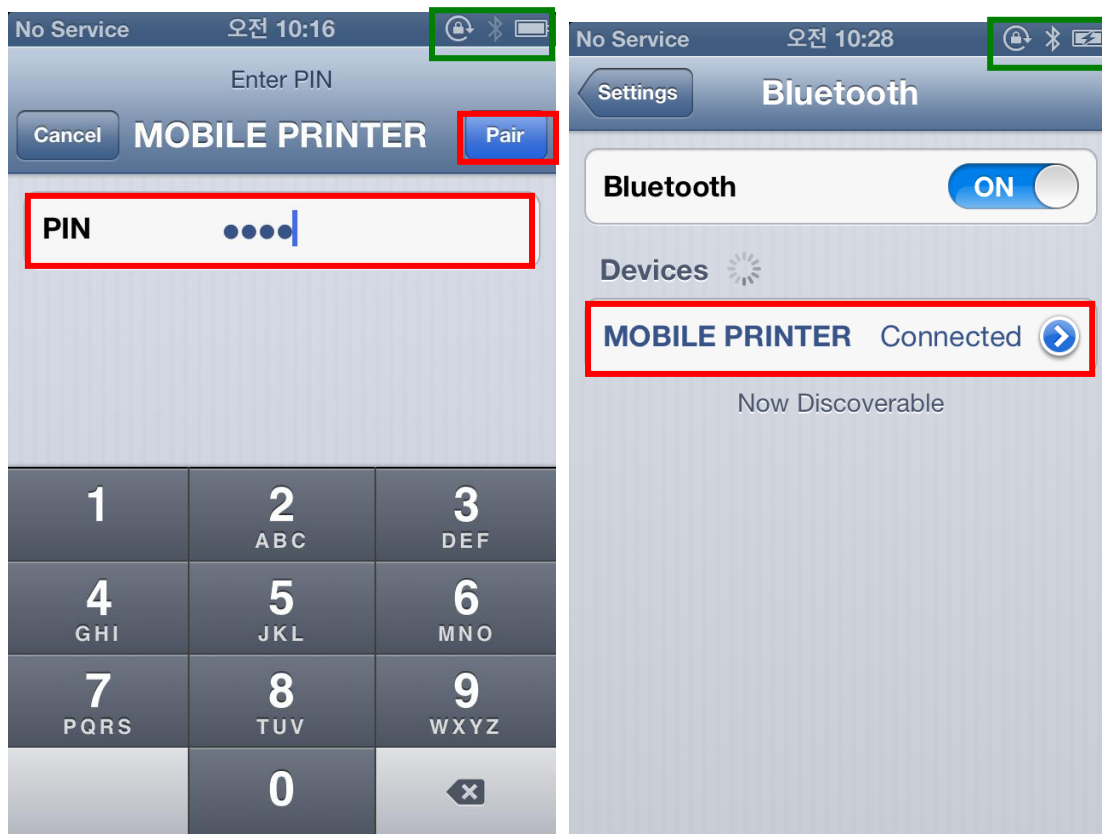 No Service 오전 10:16
Enter PIN
Cancel MOBILE PRINTER Pair
PIN ••••
1 2 ABC 3 DEF
4 GHI 5 JKL 6 MNO
7 PQRS 8 TUV 9 WXYZ
0
No Service 오전 10:28
Settings Bluetooth
Bluetooth ON
Devices
MOBILE PRINTER Connected
Now Discoverable